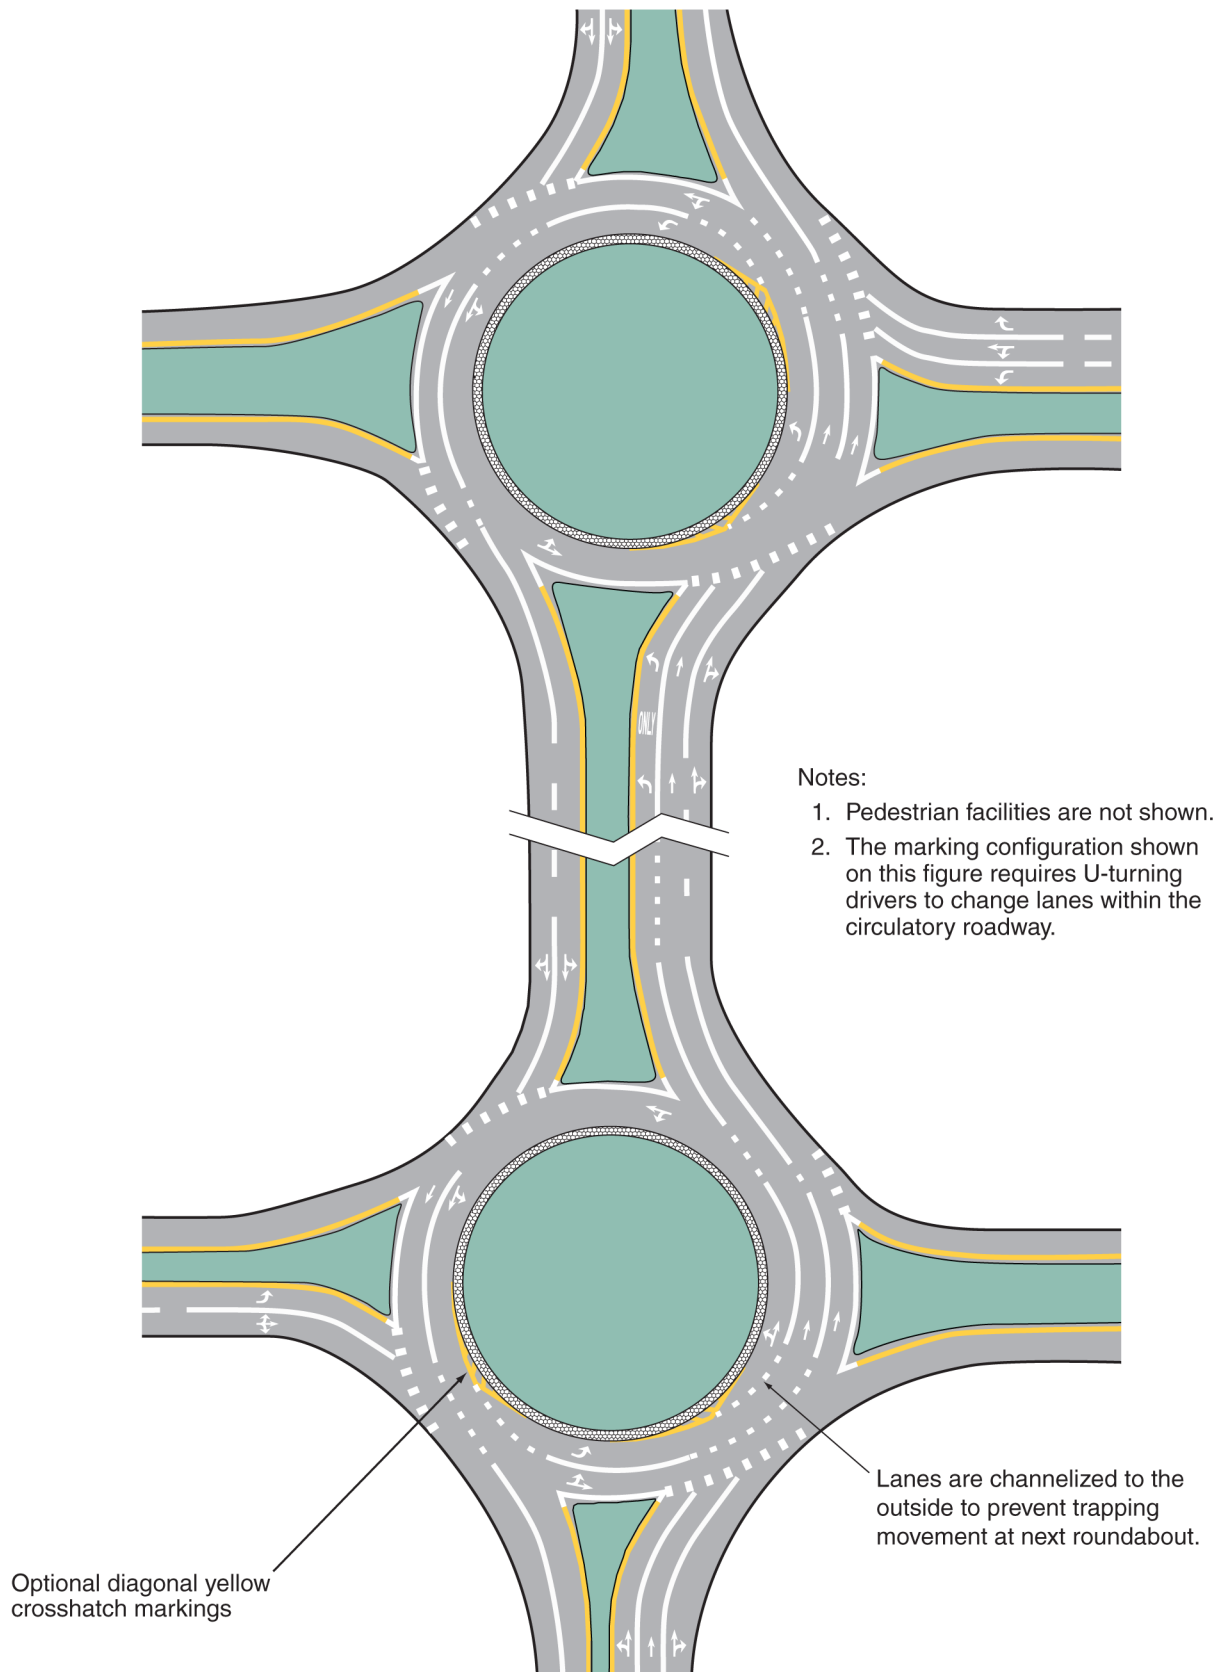 ONLY
Notes:
1. Pedestrian facilities are not shown.
2. The marking configuration shown
on this figure requires U-turning
drivers to change lanes within the
circulatory roadway.
Lanes are channelized to the
outside to prevent trapping
movement at next roundabout.
Optional diagonal yellow
crosshatch markings